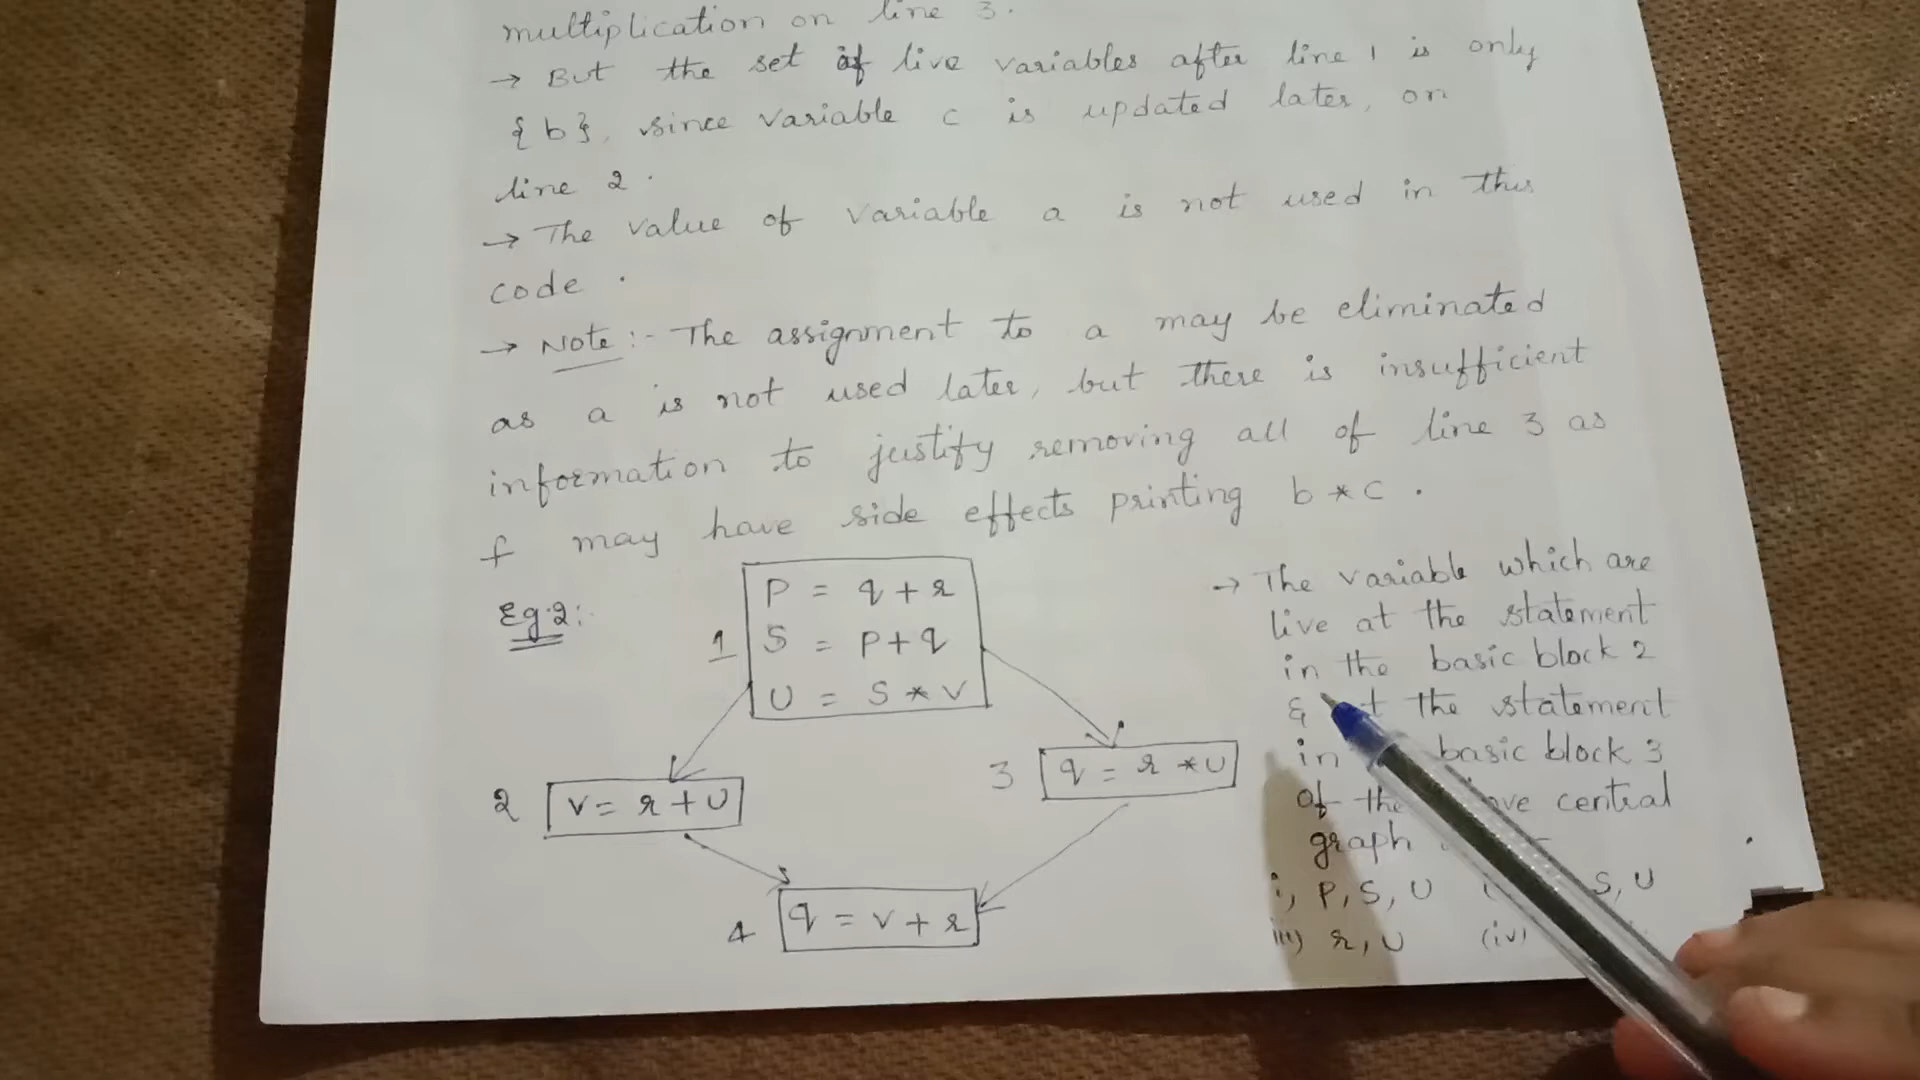 multiplication on line 3.
→ But the set of live variables after line 1 is only
{b}, since variable c is updated later, on
line 2.
→ The value of variable a is not used in this
code.
→ Note:- The assignment to a may be eliminated
as a is not used later, but there is insufficient
information to justify removing all of line 3 as
f may have side effects printing b * c.
Eg.2:-
1
P = q + r
S = P + q
U = S * V
2
V = r + U
3
q = r * U
4
q = V + r
→ The variable which are
live at the statement
in the basic block 2
& the statement
in basic block 3
of the central
graph
i) P, S, U
S, U
iii) r, U
(iv)